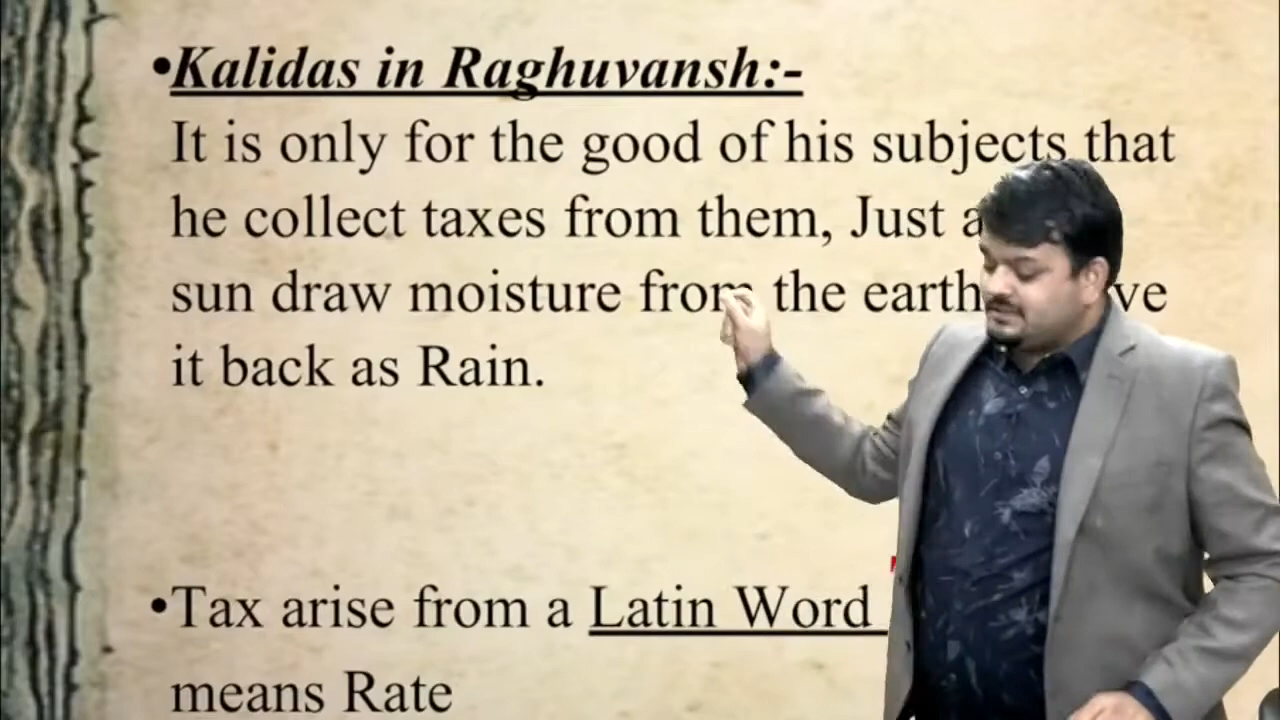 •Kalidas in Raghuvansh:-
It is only for the good of his subjects that
he collect taxes from them, Just
sun draw moisture from the earth
it back as Rain.
•Tax arise from a Latin Word
means Rate